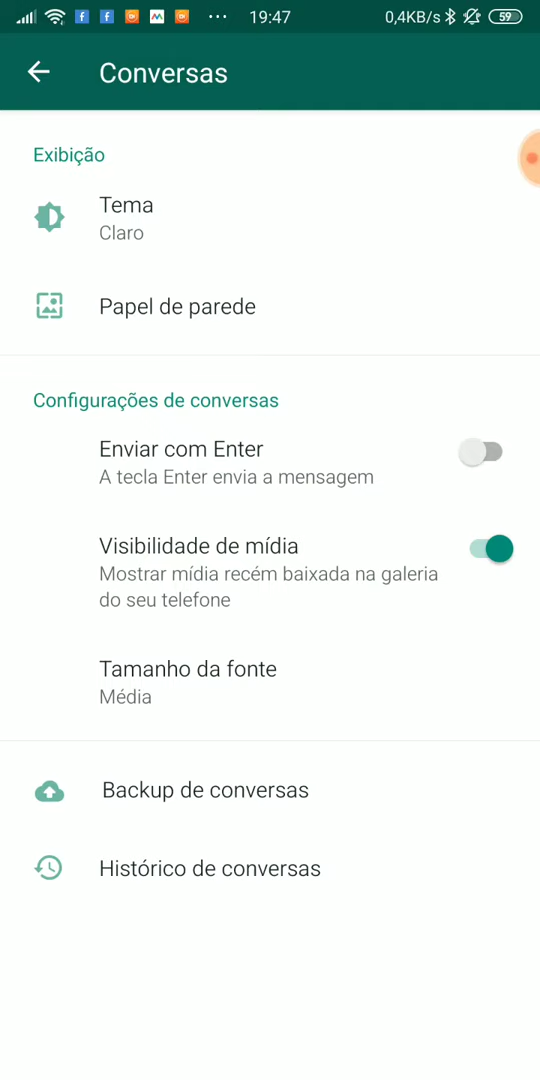 19:47 0,4KB/s 59
Conversas
Exibição
Tema
Claro
Papel de parede
Configurações de conversas
Enviar com Enter
A tecla Enter envia a mensagem
Visibilidade de mídia
Mostrar mídia recém baixada na galeria
do seu telefone
Tamanho da fonte
Média
Backup de conversas
Histórico de conversas